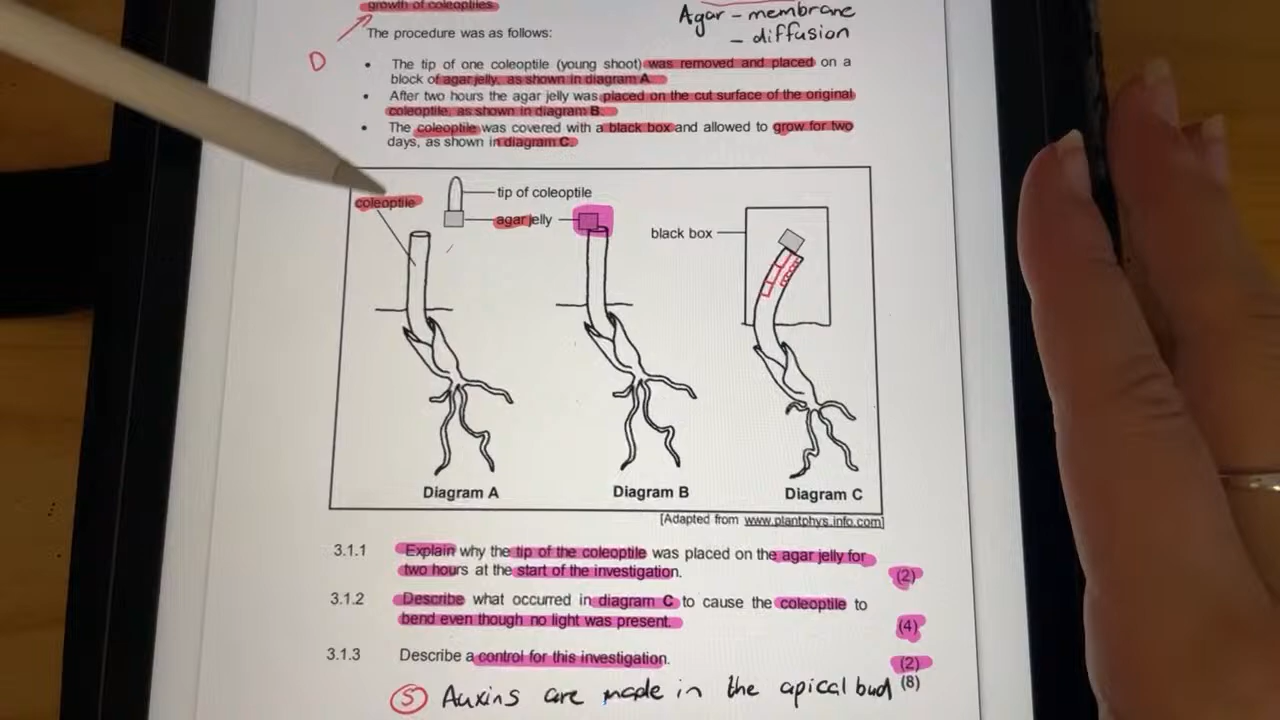 growth of coleoptiles
Agar - membrane
- diffusion
The procedure was as follows:
D
• The tip of one coleoptile (young shoot) was removed and placed on a
block of agar jelly, as shown in diagram A.
• After two hours the agar jelly was placed on the cut surface of the original
coleoptile, as shown in diagram B.
• The coleoptile was covered with a black box and allowed to grow for two
days, as shown in diagram C.
coleoptile
tip of coleoptile
agar jelly
black box
Diagram A
Diagram B
Diagram C
[Adapted from www.plantphys.info.com]
3.1.1 Explain why the tip of the coleoptile was placed on the agar jelly for
two hours at the start of the investigation. (2)
3.1.2 Describe what occurred in diagram C to cause the coleoptile to
bend even though no light was present. (4)
3.1.3 Describe a control for this investigation. (2)
(8)
5 Auxins are made in the apical bud